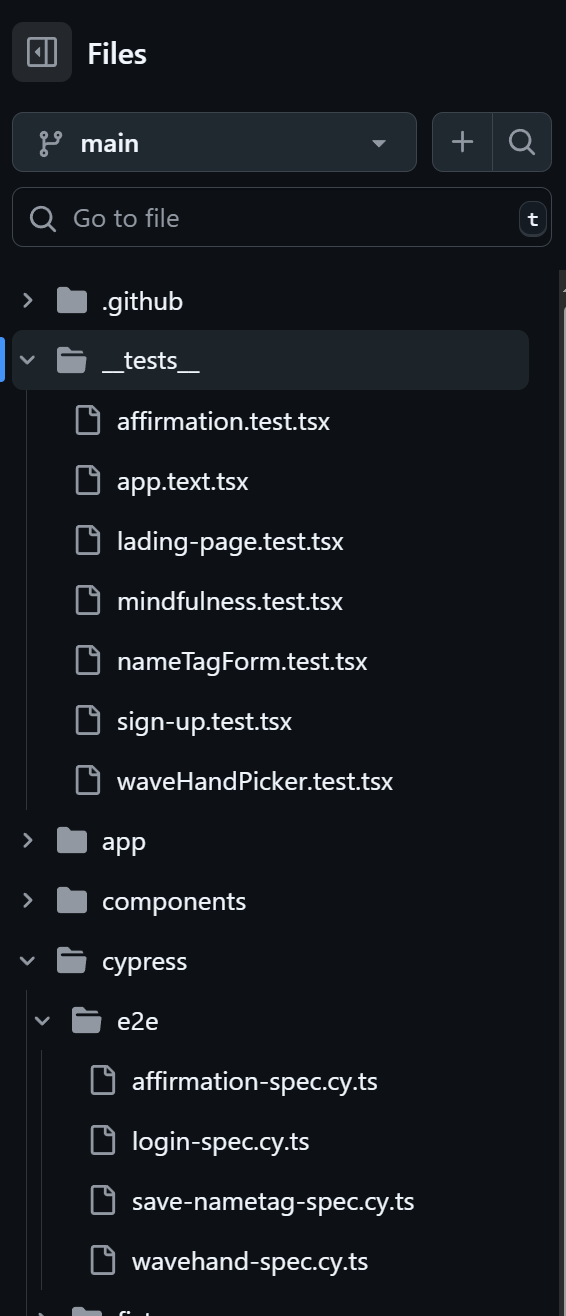 Files
main
Go to file
t
.github
__tests__
affirmation.test.tsx
app.text.tsx
lading-page.test.tsx
mindfulness.test.tsx
nameTagForm.test.tsx
sign-up.test.tsx
waveHandPicker.test.tsx
app
components
cypress
e2e
affirmation-spec.cy.ts
login-spec.cy.ts
save-nametag-spec.cy.ts
wavehand-spec.cy.ts